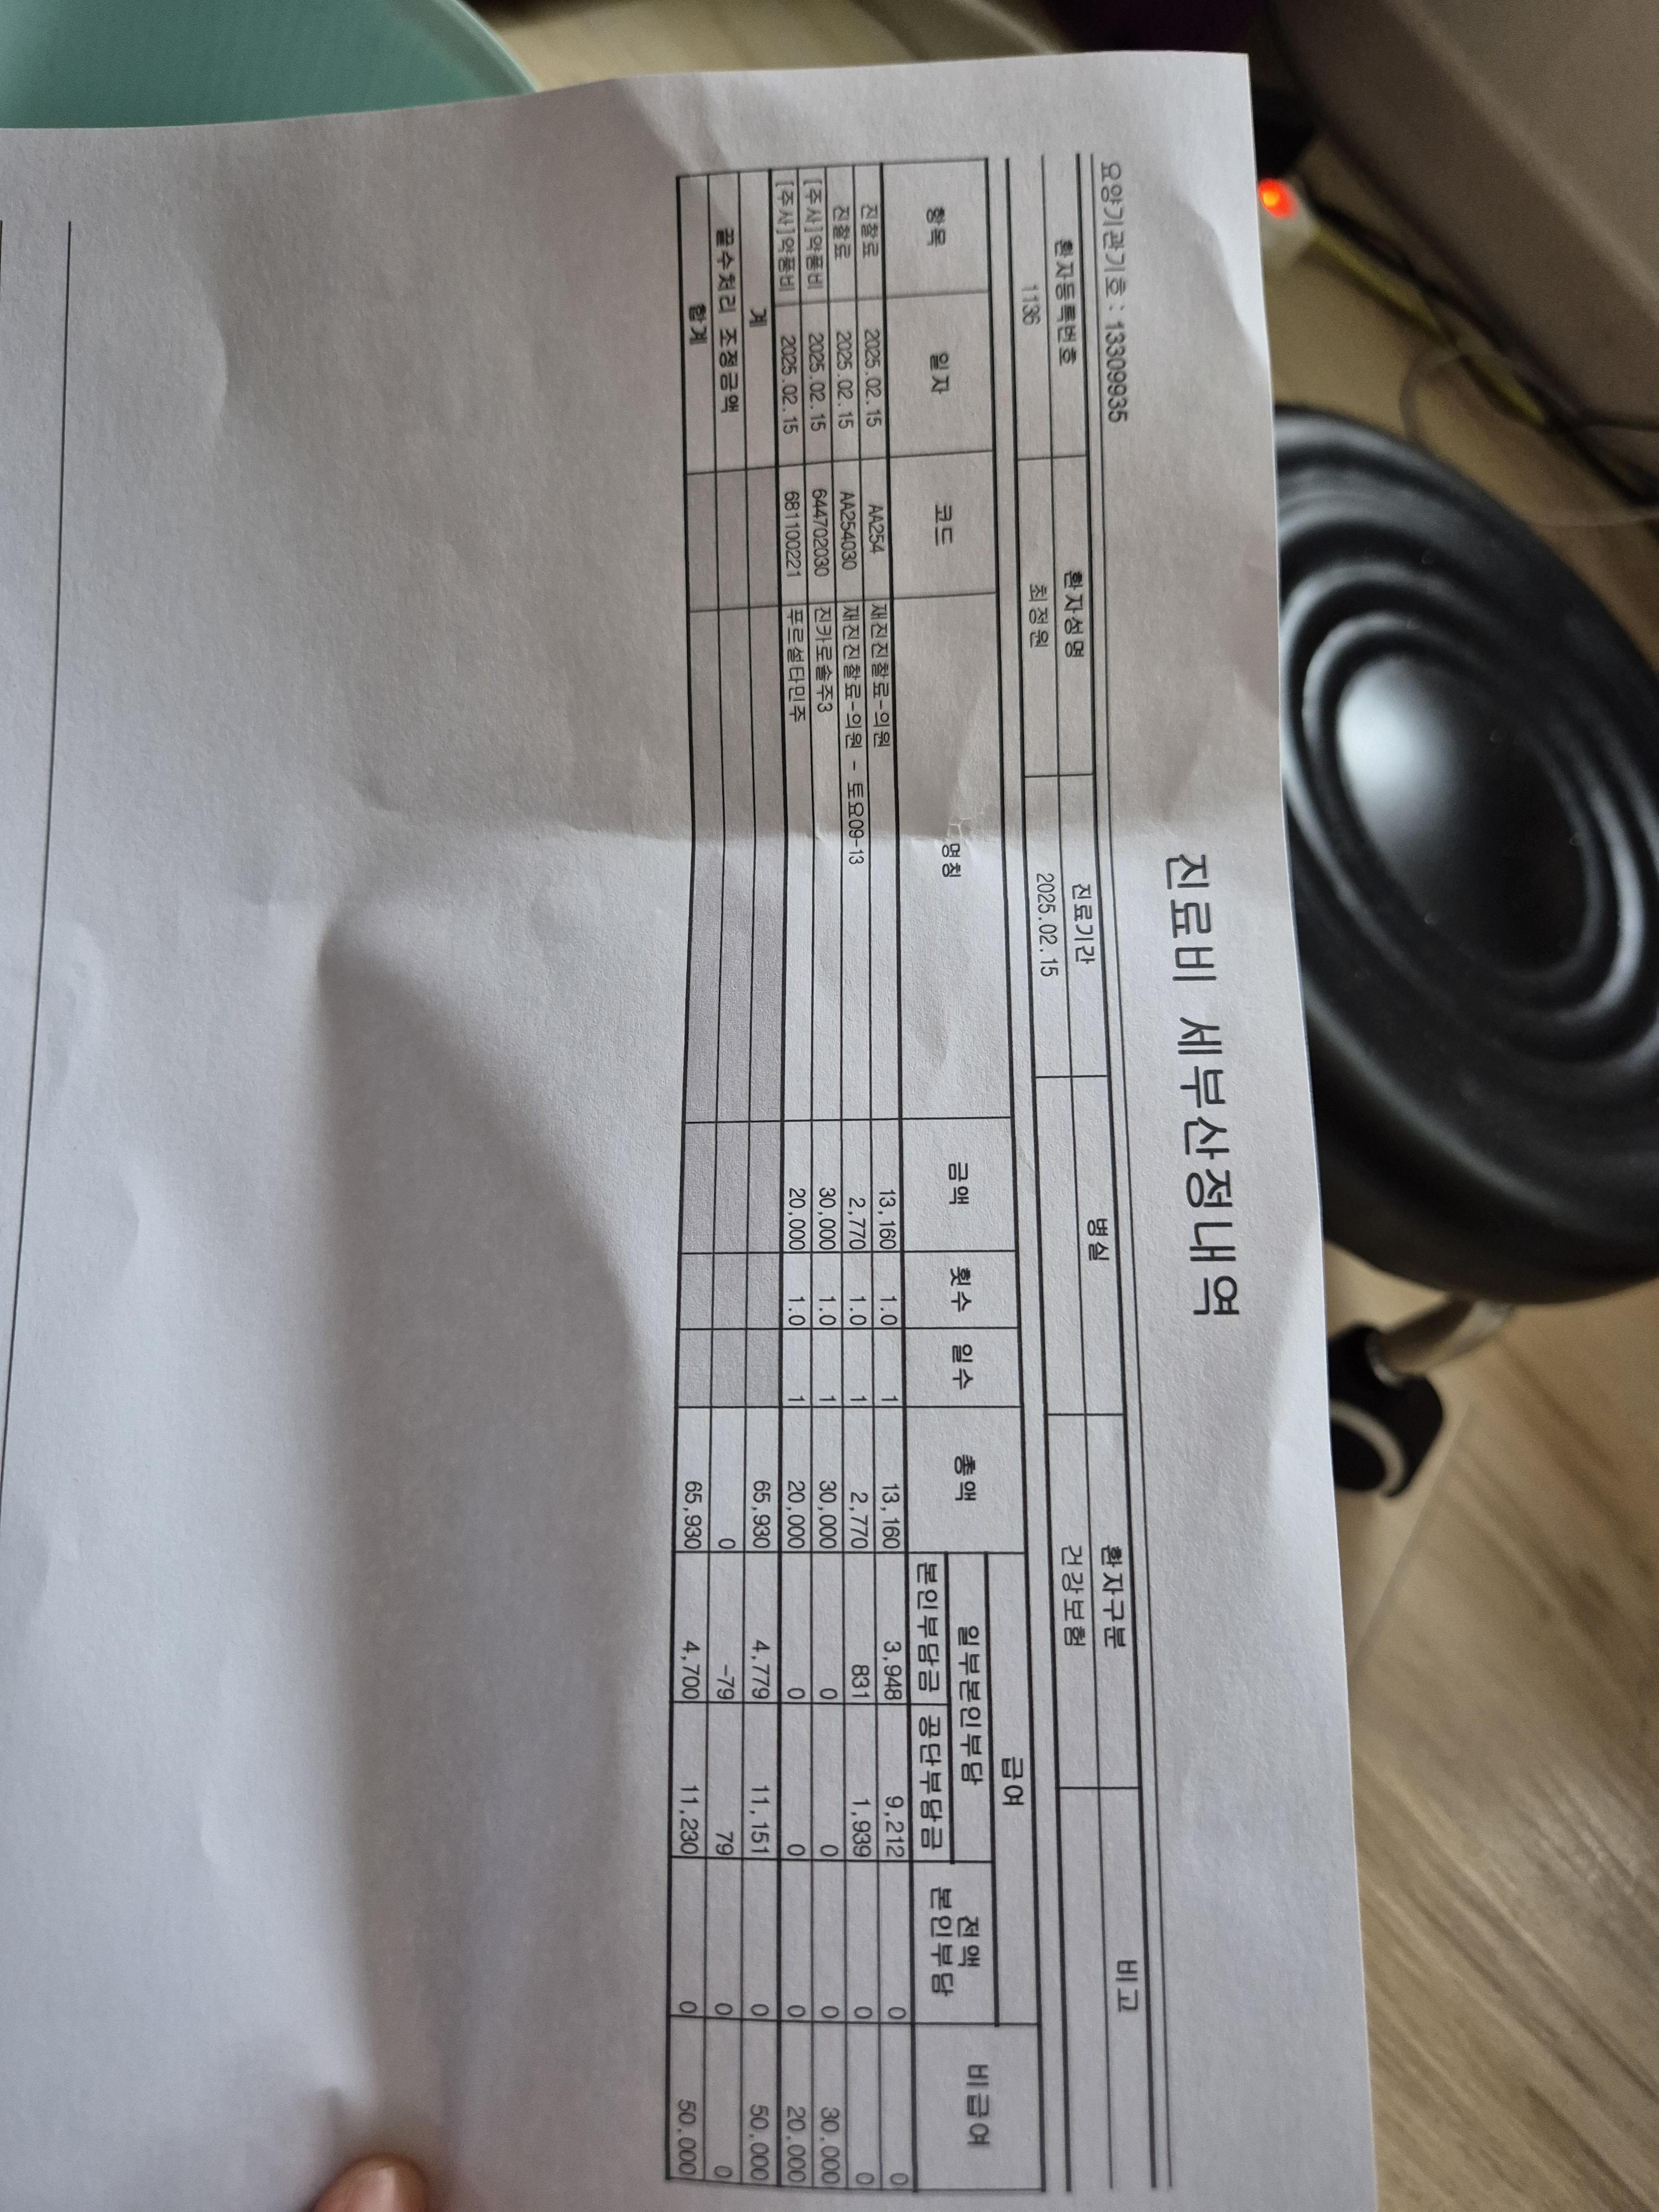 진료비 세부산정내역
요양기관기호 : 13309935
환자등록번호 환자성명 진료기간 병실 환자구분 비고
1136 최정원 2025.02.15 건강보험
항목 일자 코드 명칭 금액 횟수 일수 총액 급여 비급여
일부본인부담 전액
본인부담
본인부담금 공단부담금
진찰료 2025.02.15 AA254 재진진찰료-의원 13,160 1.0 1 13,160 3,948 9,212 0 0
진찰료 2025.02.15 AA254030 재진진찰료-의원 - 토요09-13 2,770 1.0 1 2,770 831 1,939 0 0
[주사]약품비 2025.02.15 644702030 진카로솔주3 30,000 1.0 1 30,000 0 0 0 30,000
[주사]약품비 2025.02.15 681100221 푸르설타민주 20,000 1.0 1 20,000 0 0 0 20,000
계 65,930 4,779 11,151 0 50,000
끝수처리 조정금액 0 -79 79 0 0
합계 65,930 4,700 11,230 0 50,000